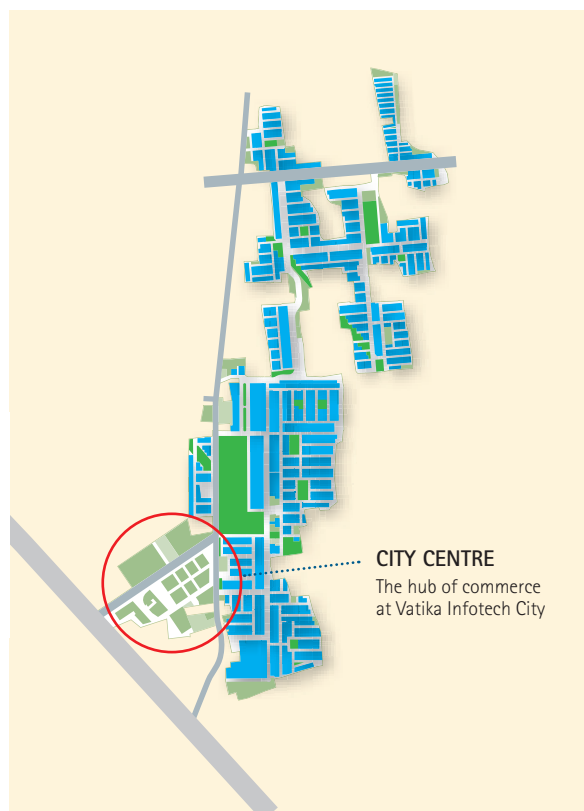 CITY CENTRE
The hub of commerce
at Vatika Infotech City